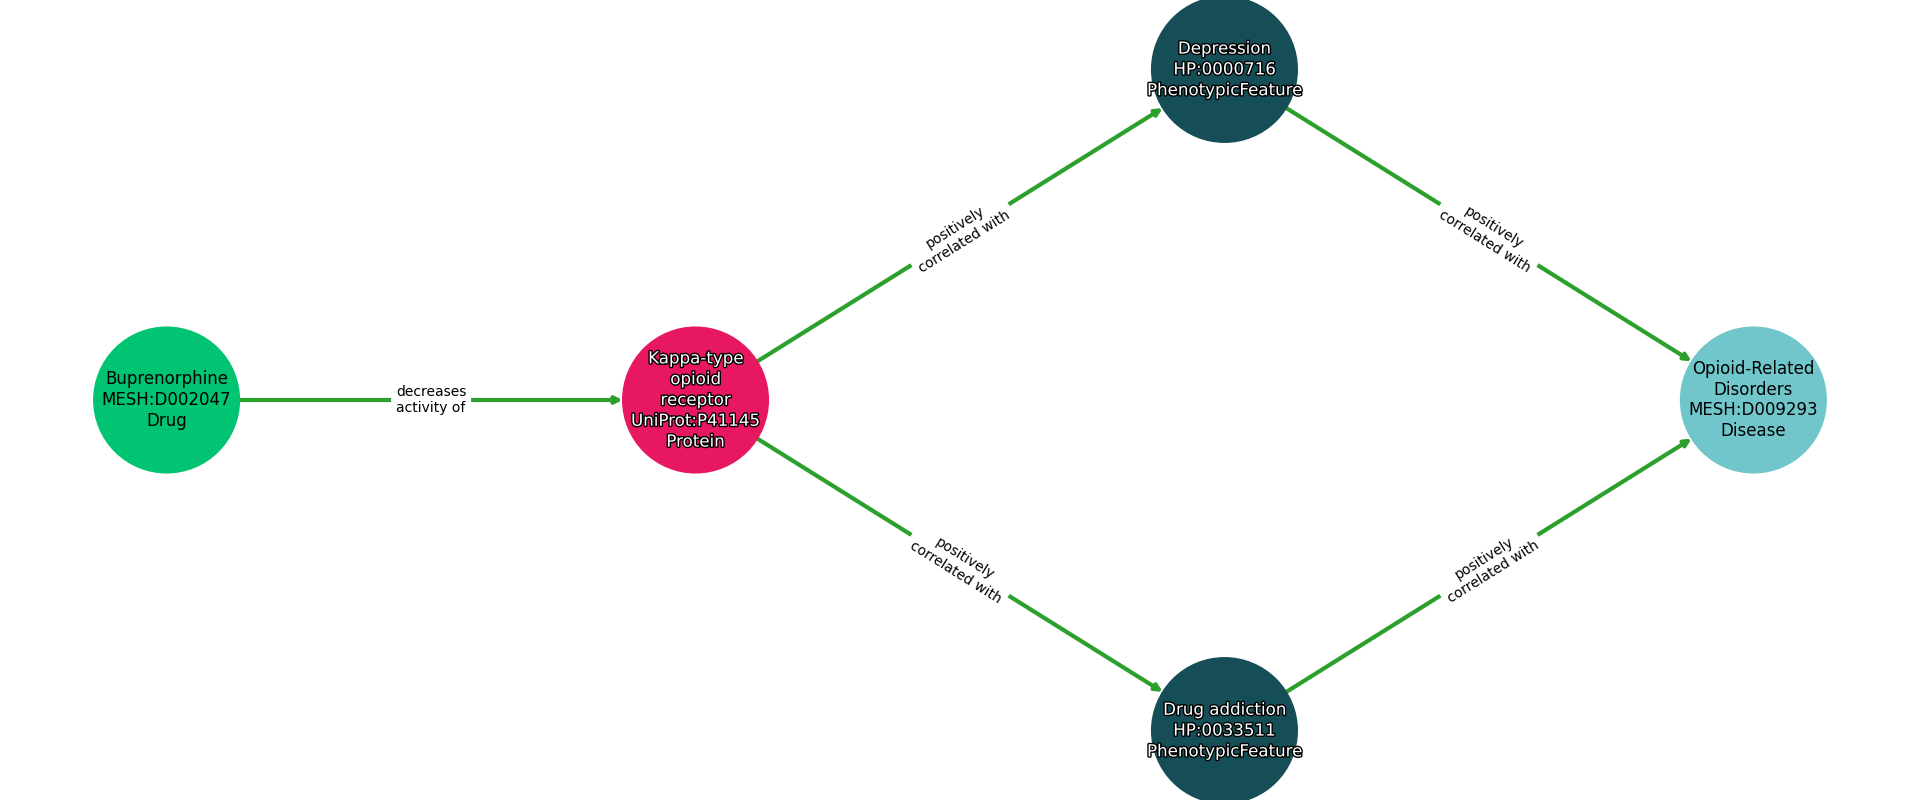 Depression
HP:0000716
PhenotypicFeature
positively
correlated with
positively
correlated with
Buprenorphine
MESH:D002047
Drug
decreases
activity of
Kappa-type
opioid
receptor
UniProt:P41145
Protein
Opioid-Related
Disorders
MESH:D009293
Disease
positively
correlated with
positively
correlated with
Drug addiction
HP:0033511
PhenotypicFeature